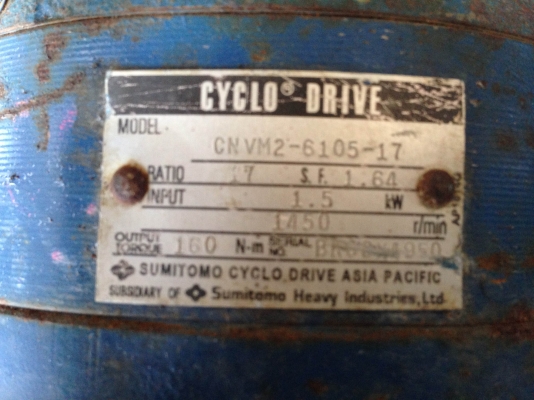 CYCLO® DRIVE
MODEL CNVM2-6105-17
RATIO 17 S.F. 1.64
INPUT 1.5 kW
1450 r/min
OUTPUT TORQUE 160 N-m SERIAL NO.
SUMITOMO CYCLO DRIVE ASIA PACIFIC
SUBSIDIARY OF Sumitomo Heavy Industries, Ltd.